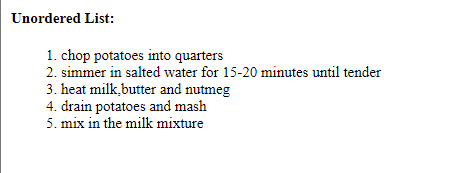 Unordered List:
1. chop potatoes into quarters
2. simmer in salted water for 15-20 minutes until tender
3. heat milk,butter and nutmeg
4. drain potatoes and mash
5. mix in the milk mixture